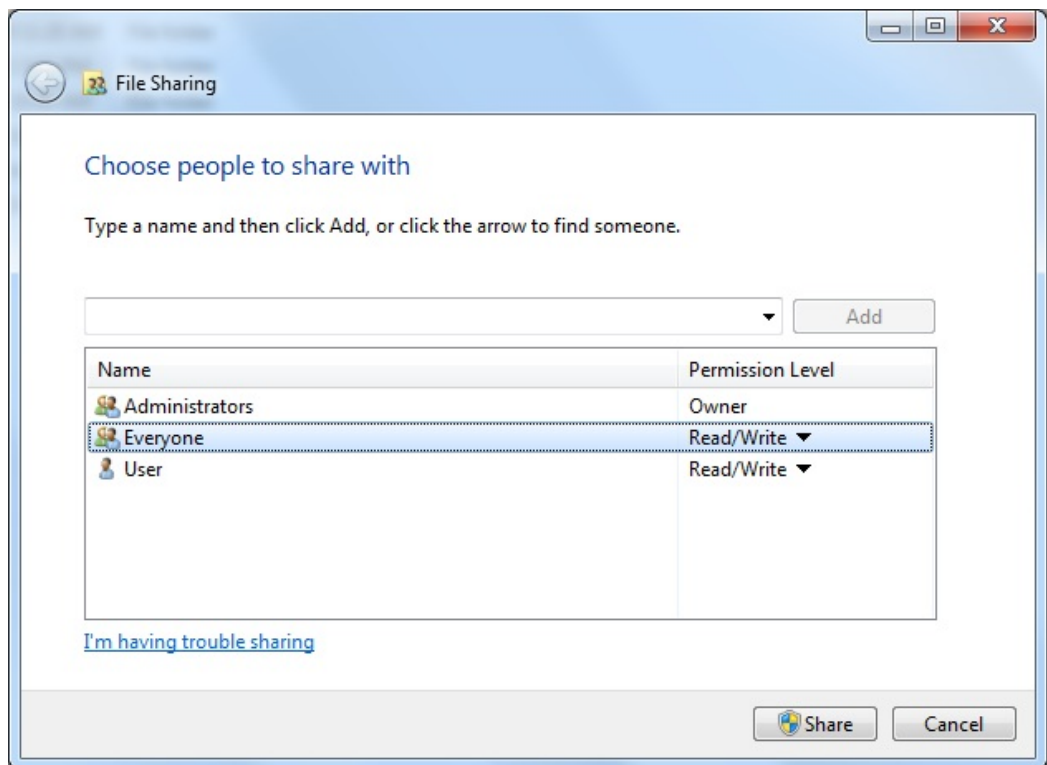 File Sharing
Choose people to share with
Type a name and then click Add, or click the arrow to find someone.
Add
Name Permission Level
Administrators Owner
Everyone Read/Write
User Read/Write
I'm having trouble sharing
Share Cancel